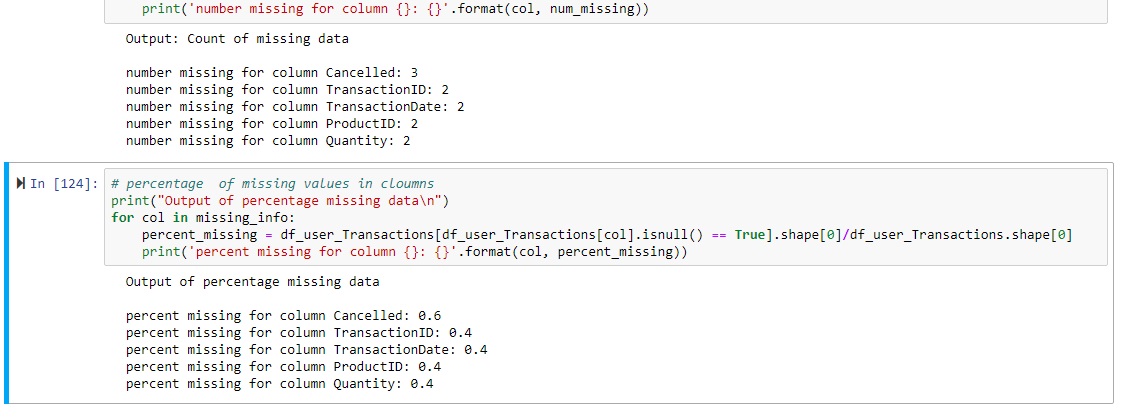 print('number missing for column {}: {}'.format(col, num_missing))
Output: Count of missing data
number missing for column Cancelled: 3
number missing for column TransactionID: 2
number missing for column TransactionDate: 2
number missing for column ProductID: 2
number missing for column Quantity: 2
In [124]: # percentage  of missing values in cloumns
print("Output of percentage missing data\n")
for col in missing_info:
    percent_missing = df_user_Transactions[df_user_Transactions[col].isnull() == True].shape[0]/df_user_Transactions.shape[0]
    print('percent missing for column {}: {}'.format(col, percent_missing))
Output of percentage missing data
percent missing for column Cancelled: 0.6
percent missing for column TransactionID: 0.4
percent missing for column TransactionDate: 0.4
percent missing for column ProductID: 0.4
percent missing for column Quantity: 0.4